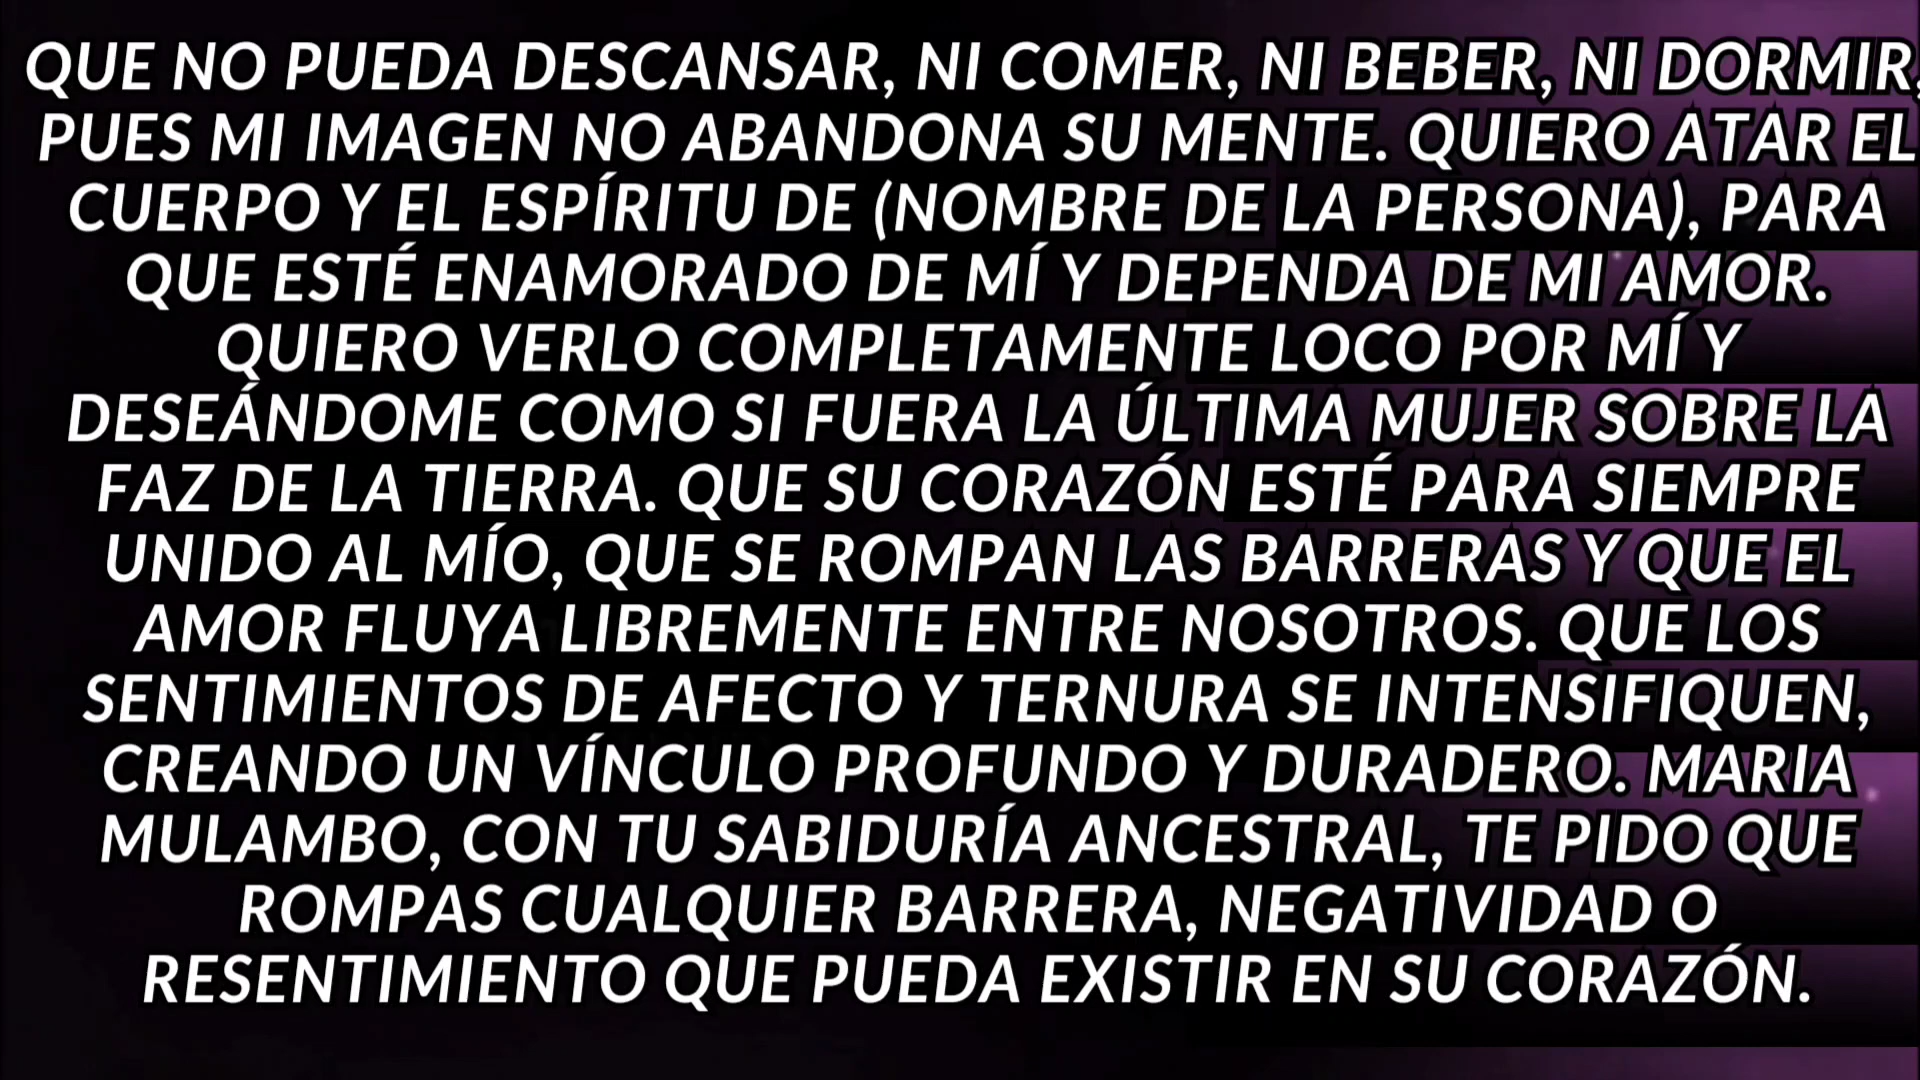 QUE NO PUEDA DESCANSAR, NI COMER, NI BEBER, NI DORMIR,
PUES MI IMAGEN NO ABANDONA SU MENTE. QUIERO ATAR EL
CUERPO Y EL ESPÍRITU DE (NOMBRE DE LA PERSONA), PARA
QUE ESTÉ ENAMORADO DE MÍ Y DEPENDA DE MI AMOR.
QUIERO VERLO COMPLETAMENTE LOCO POR MÍ Y
DESEÁNDOME COMO SI FUERA LA ÚLTIMA MUJER SOBRE LA
FAZ DE LA TIERRA. QUE SU CORAZÓN ESTÉ PARA SIEMPRE
UNIDO AL MÍO, QUE SE ROMPAN LAS BARRERAS Y QUE EL
AMOR FLUYA LIBREMENTE ENTRE NOSOTROS. QUE LOS
SENTIMIENTOS DE AFECTO Y TERNURA SE INTENSIFIQUEN,
CREANDO UN VÍNCULO PROFUNDO Y DURADERO. MARIA
MULAMBO, CON TU SABIDURÍA ANCESTRAL, TE PIDO QUE
ROMPAS CUALQUIER BARRERA, NEGATIVIDAD O
RESENTIMIENTO QUE PUEDA EXISTIR EN SU CORAZÓN.